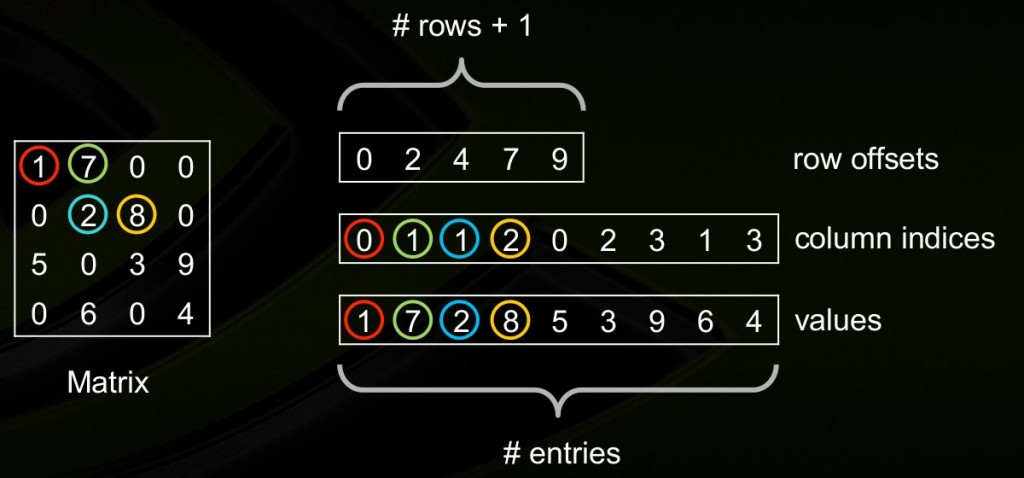 # rows + 1
0 2 4 7 9 row offsets
1 7 0 0
0 2 8 0
5 0 3 9
0 6 0 4
Matrix
0 1 1 2 0 2 3 1 3 column indices
1 7 2 8 5 3 9 6 4 values
# entries